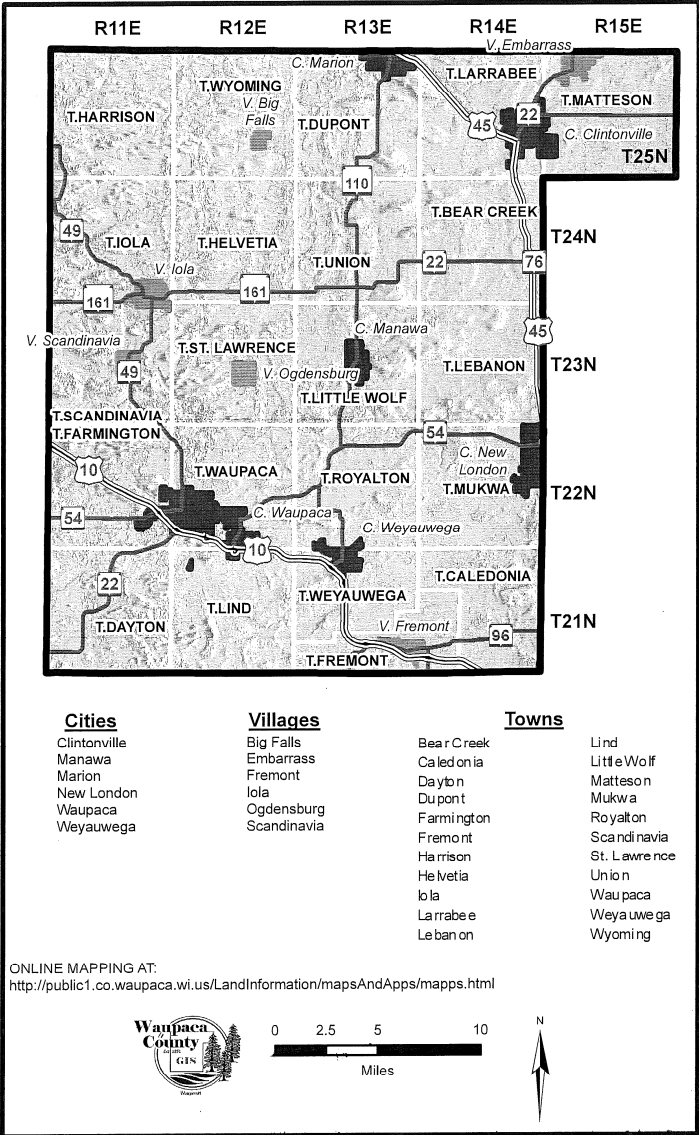 R11E R12E R13E R14E R15E
V. Embarrass
C. Marion
T.LARRABEE
T.WYOMING
T.MATTESON
V. Big
Falls
T.HARRISON
T.DUPONT
22
45
C. Clintonville
T25N
110
T.BEAR CREEK
49
T24N
T.IOLA T.HELVETIA
T.UNION
22 76
V. Iola
161 161
C. Manawa
45
V. Scandinavia
T.ST. LAWRENCE
T23N
49
V. Ogdensburg
T.LEBANON
T.LITTLE WOLF
T.SCANDINAVIA
T.FARMINGTON
54
C. New
London
10
T.WAUPACA
T.ROYALTON
T.MUKWA
T22N
C. Waupaca
54
C. Weyauwega
10
T.CALEDONIA
22
T.WEYAUWEGA
T.LIND
T21N
T.DAYTON
V. Fremont
96
T.FREMONT
Cities
Clintonville
Manawa
Marion
New London
Waupaca
Weyauwega
Villages
Big Falls
Embarrass
Fremont
Iola
Ogdensburg
Scandinavia
Towns
Bear Creek
Caledonia
Dayton
Dupont
Farmington
Fremont
Harrison
Helvetia
Iola
Larrabee
Lebanon
Lind
Little Wolf
Matteson
Mukwa
Royalton
Scandinavia
St. Lawrence
Union
Waupaca
Weyauwega
Wyoming
ONLINE MAPPING AT:
http://public1.co.waupaca.wi.us/LandInformation/mapsAndApps/mapps.html
Waupaca
County
GIS
0 2.5 5 10
Miles
N